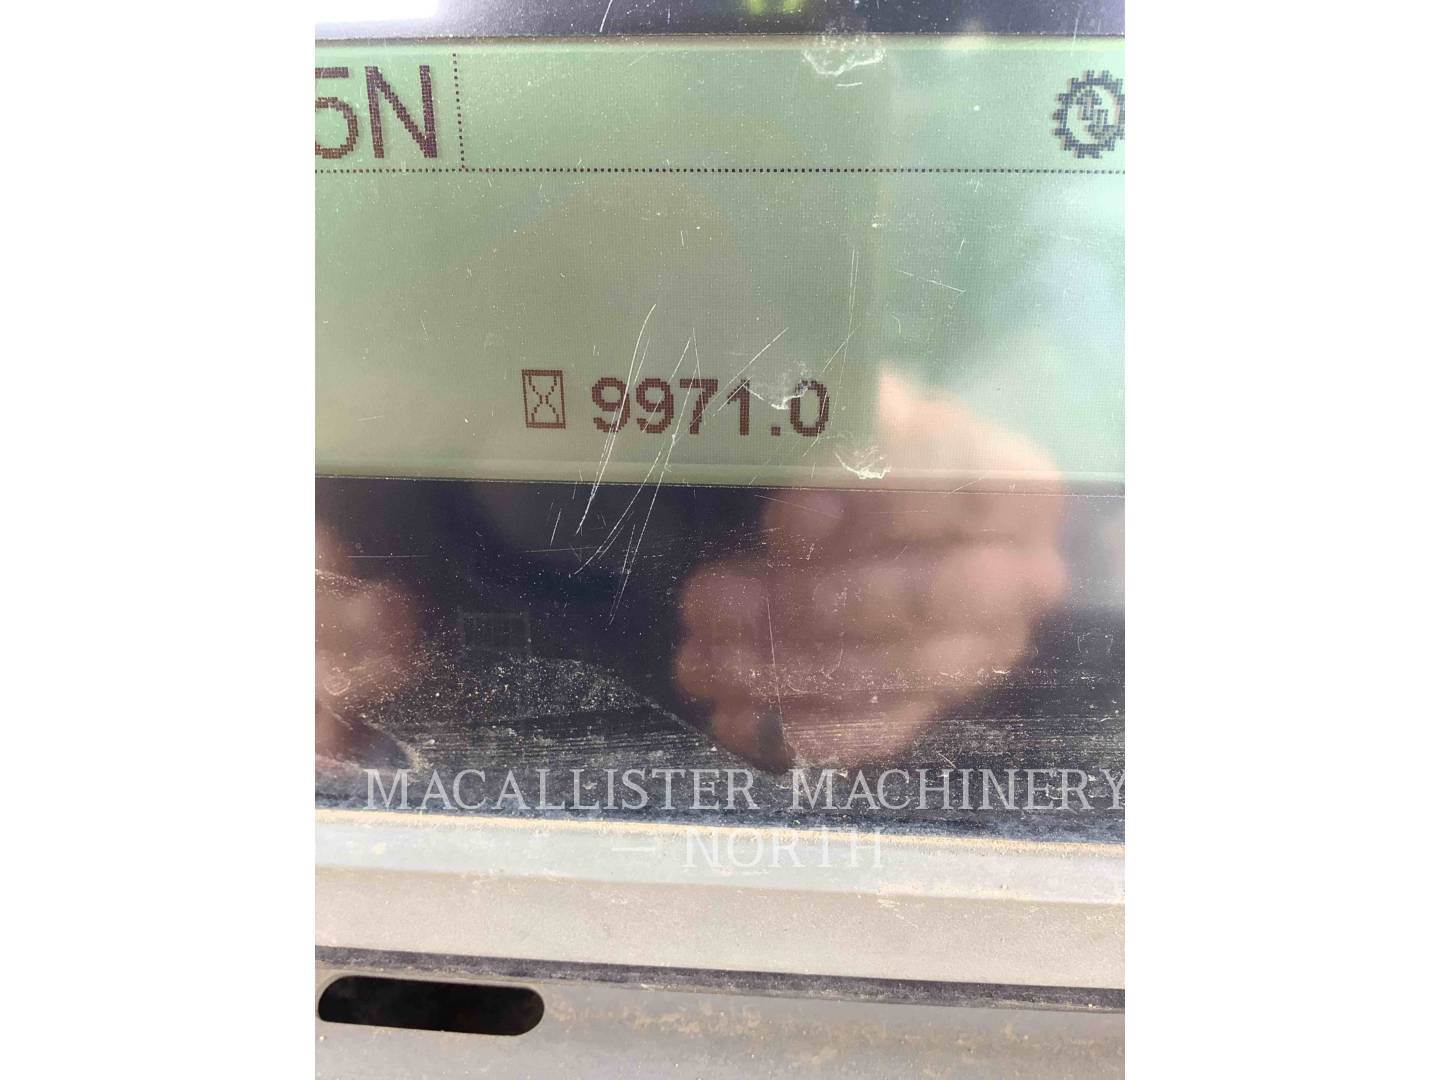 5N
9971.0
MACALLISTER MACHINERY
— NORTH